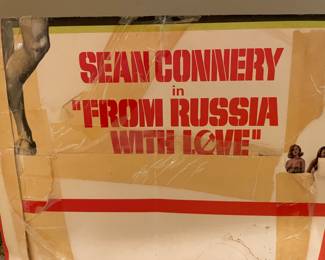 SEAN CONNERY
in
"FROM RUSSIA
WITH LOVE"